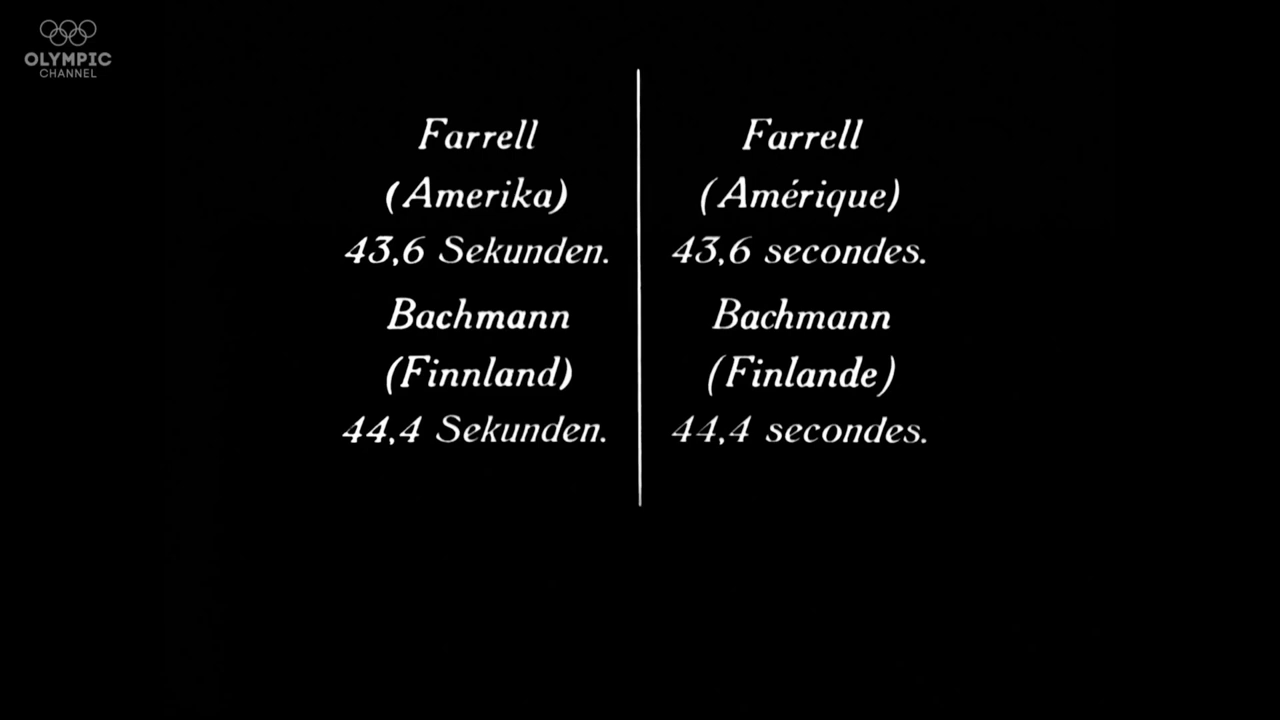 OLYMPIC
CHANNEL
Farrell
(Amerika)
43,6 Sekunden.
Bachmann
(Finnland)
44,4 Sekunden.
Farrell
(Amérique)
43,6 secondes.
Bachmann
(Finlande)
44,4 secondes.